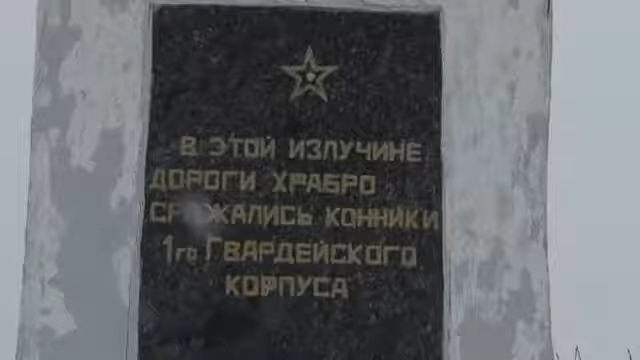 В ЭТОЙ ИЗЛУЧИНЕ
ДОРОГИ ХРАБРО
СРАЖАЛИСЬ КОННИКИ
1го ГВАРДЕЙСКОГО
КОРПУСА